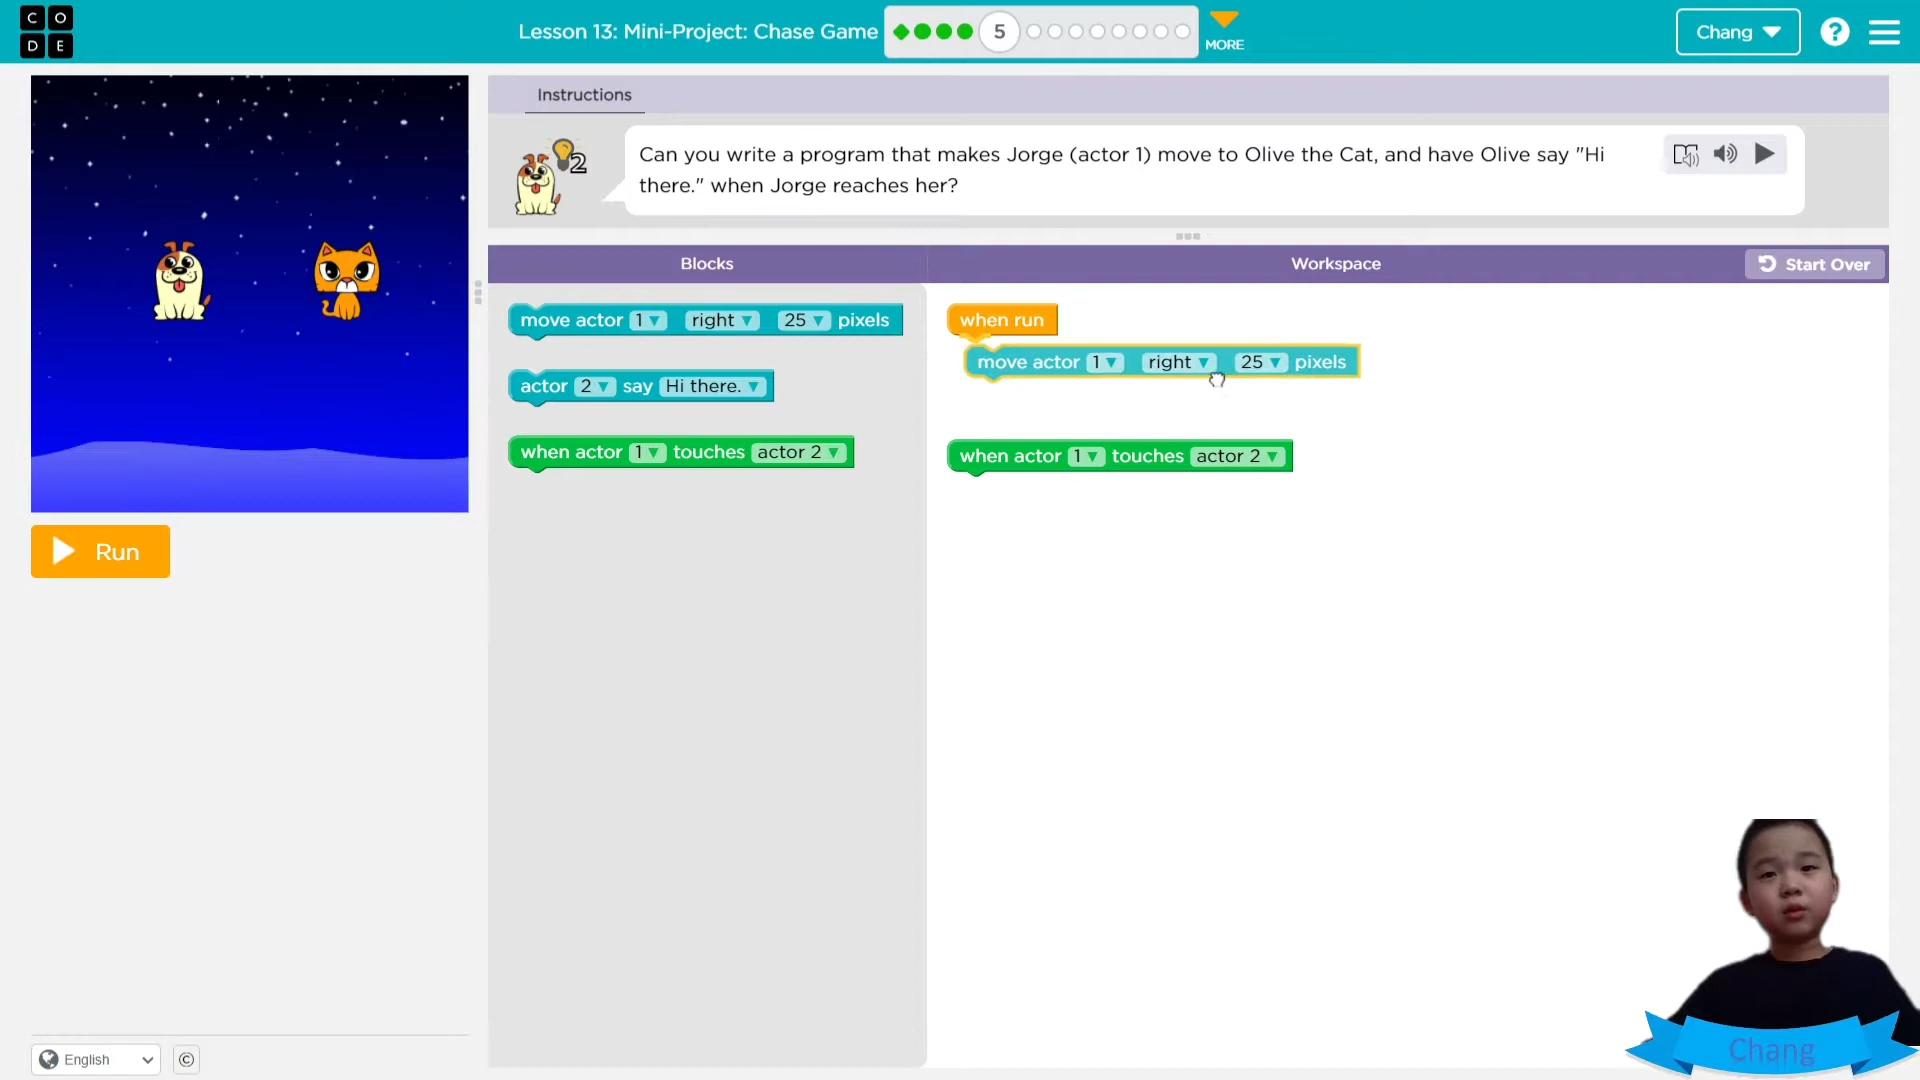 C O
D E
Lesson 13: Mini-Project: Chase Game
5
MORE
Chang
?
Instructions
2
Can you write a program that makes Jorge (actor 1) move to Olive the Cat, and have Olive say "Hi
there." when Jorge reaches her?
Blocks
Workspace
Start Over
move actor 1 right 25 pixels
actor 2 say Hi there.
when actor 1 touches actor 2
when run
move actor 1 right 25 pixels
when actor 1 touches actor 2
Run
English
©
Chang